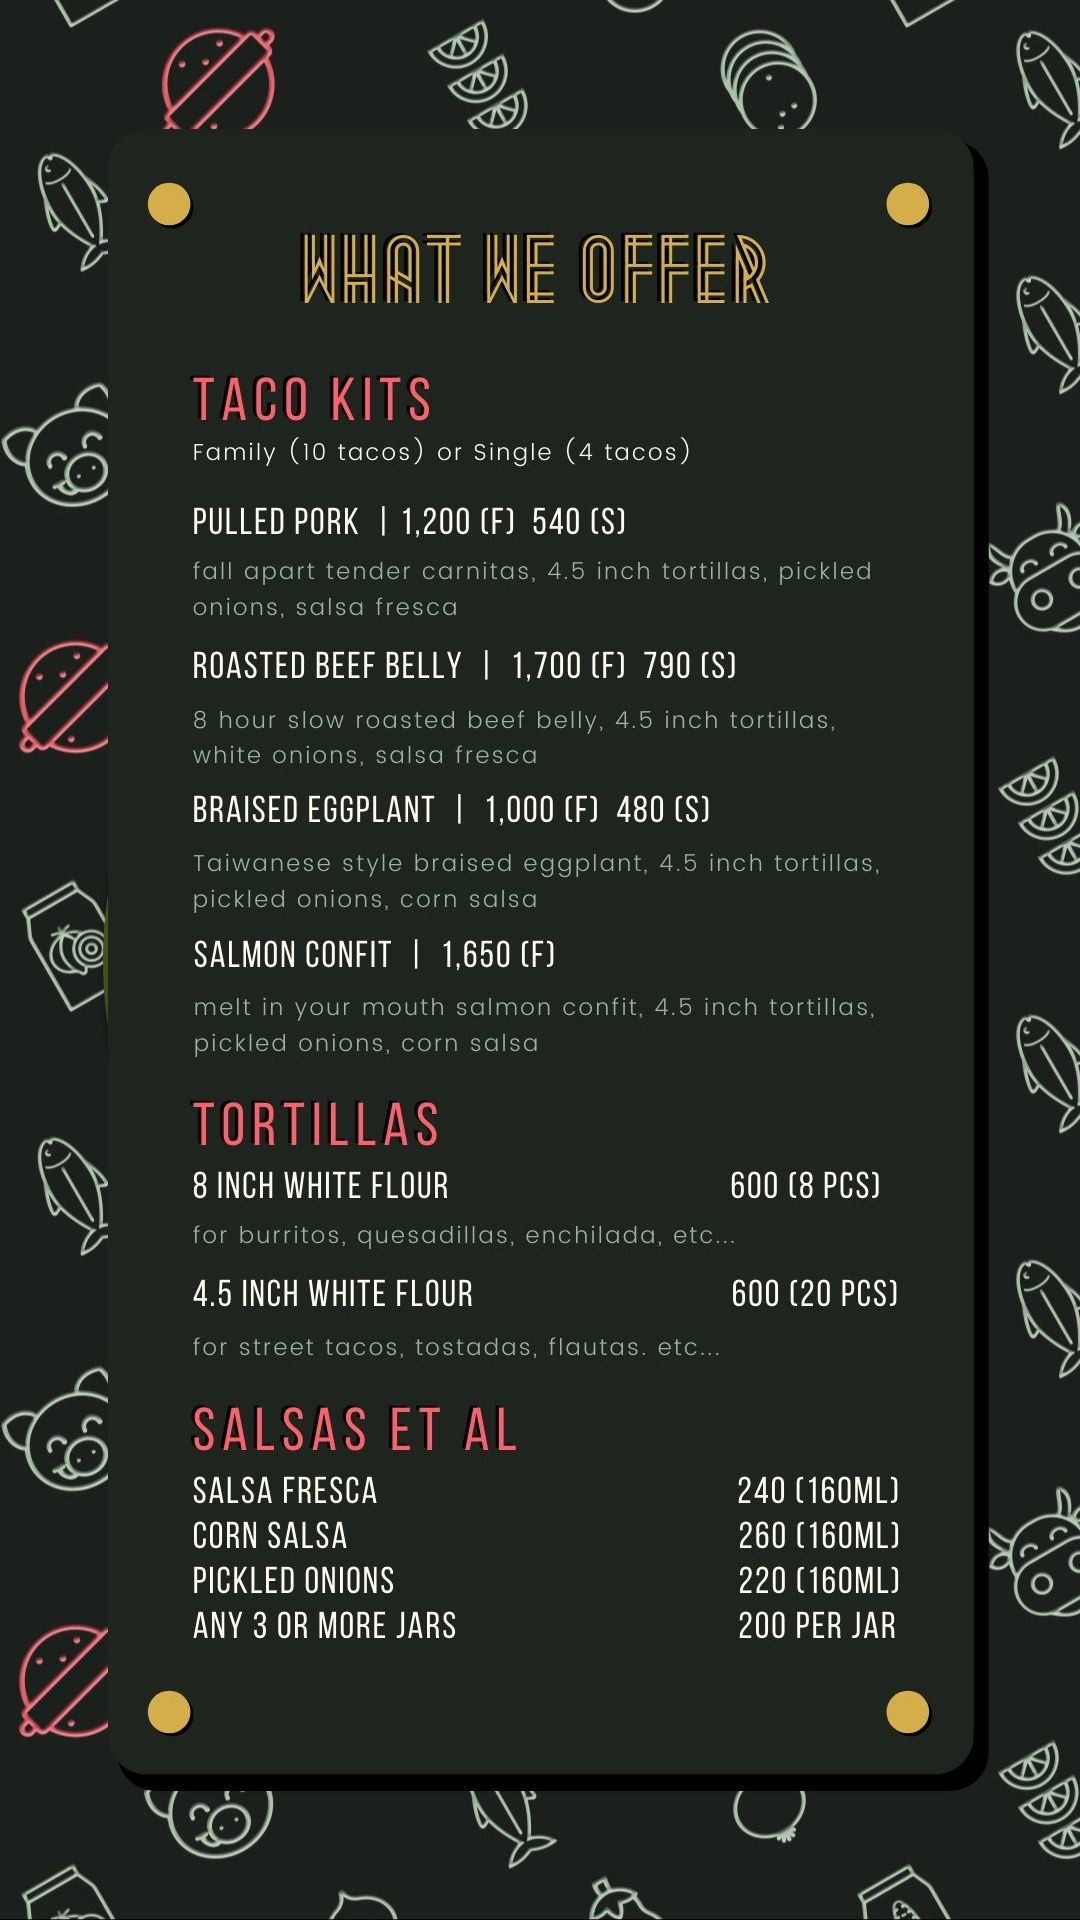 WHAT WE OFFER
TACO KITS
Family (10 tacos) or Single (4 tacos)
PULLED PORK | 1,200 (F) 540 (S)
fall apart tender carnitas, 4.5 inch tortillas, pickled
onions, salsa fresca
ROASTED BEEF BELLY | 1,700 (F) 790 (S)
8 hour slow roasted beef belly, 4.5 inch tortillas,
white onions, salsa fresca
BRAISED EGGPLANT | 1,000 (F) 480 (S)
Taiwanese style braised eggplant, 4.5 inch tortillas,
pickled onions, corn salsa
SALMON CONFIT | 1,650 (F)
melt in your mouth salmon confit, 4.5 inch tortillas,
pickled onions, corn salsa
TORTILLAS
8 INCH WHITE FLOUR 600 (8 PCS)
for burritos, quesadillas, enchilada, etc...
4.5 INCH WHITE FLOUR 600 (20 PCS)
for street tacos, tostadas, flautas. etc...
SALSAS ET AL
SALSA FRESCA 240 (160ML)
CORN SALSA 260 (160ML)
PICKLED ONIONS 220 (160ML)
ANY 3 OR MORE JARS 200 PER JAR